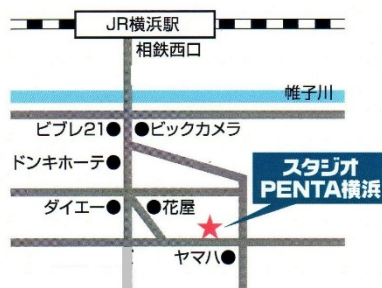 JR横浜駅
相鉄西口
帷子川
ビブレ21
ビックカメラ
ドンキホーテ
スタジオ
PENTA横浜
ダイエー
花屋
ヤマハ